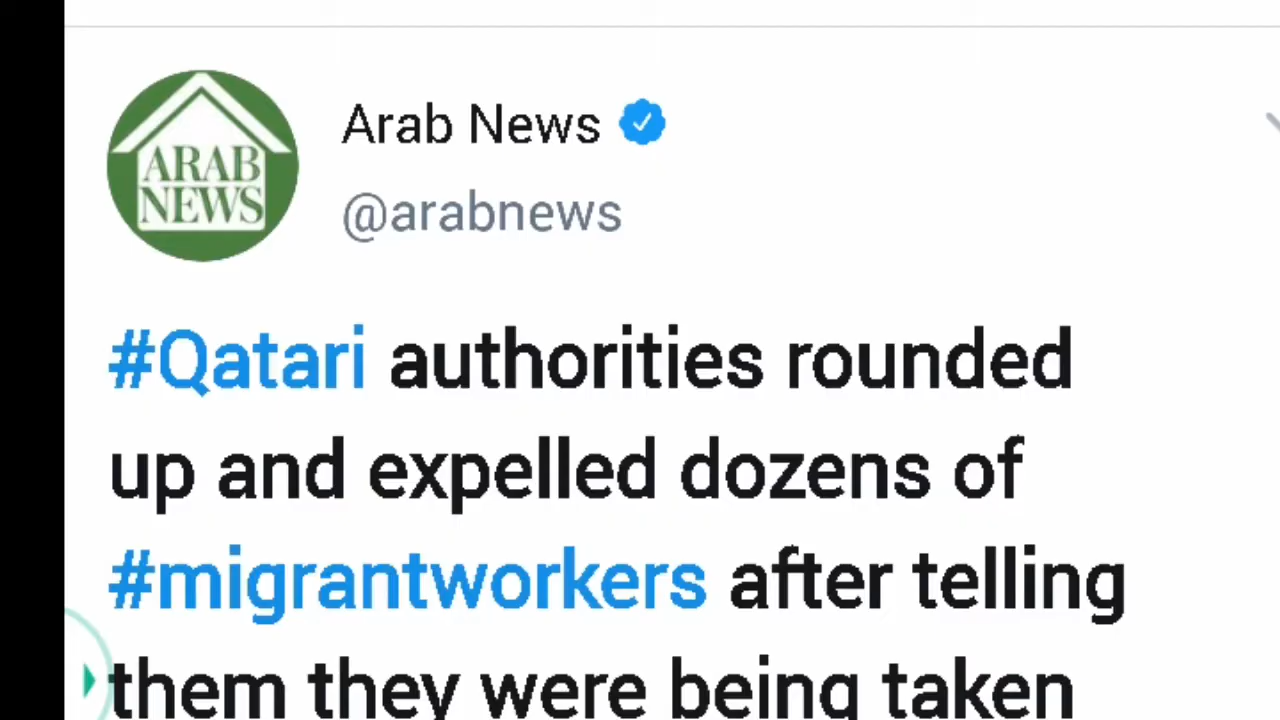 ARAB
NEWS
Arab News
@arabnews
#Qatari authorities rounded
up and expelled dozens of
#migrantworkers after telling
them they were being taken